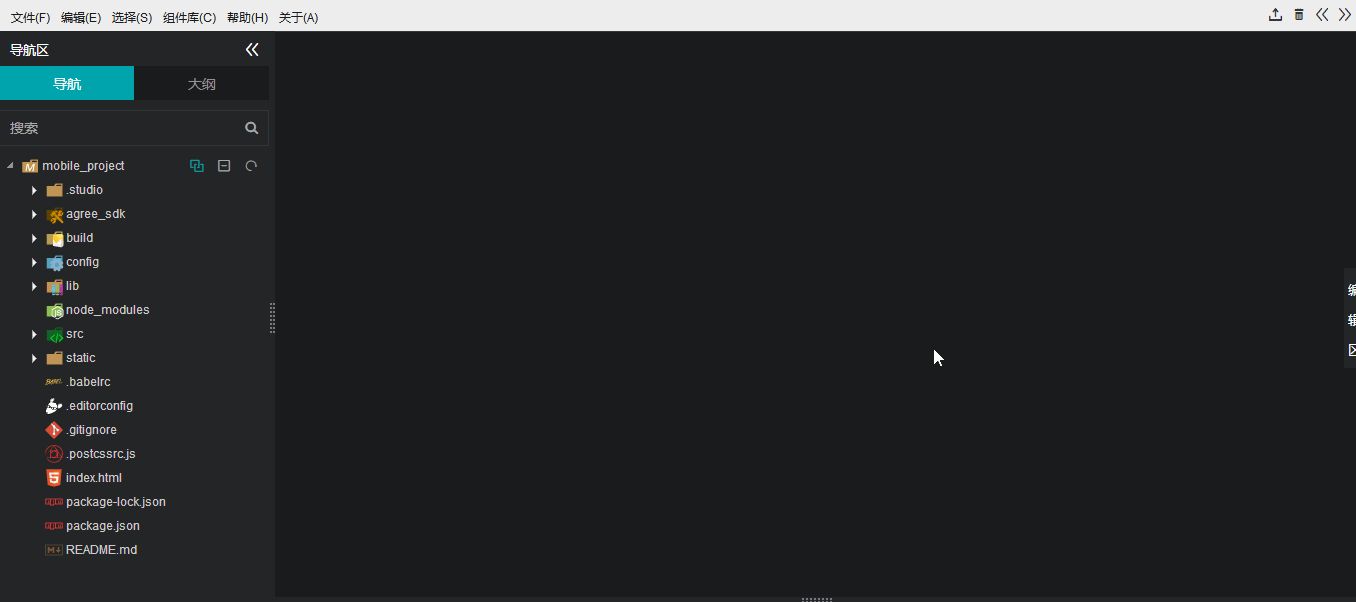 文件(F) 编辑(E) 选择(S) 组件库(C) 帮助(H) 关于(A)
导航区
导航 大纲
搜索
mobile_project
.studio
agree_sdk
build
config
lib
node_modules
src
static
.babelrc
.editorconfig
.gitignore
.postcssrc.js
index.html
package-lock.json
package.json
README.md
编
辑
区